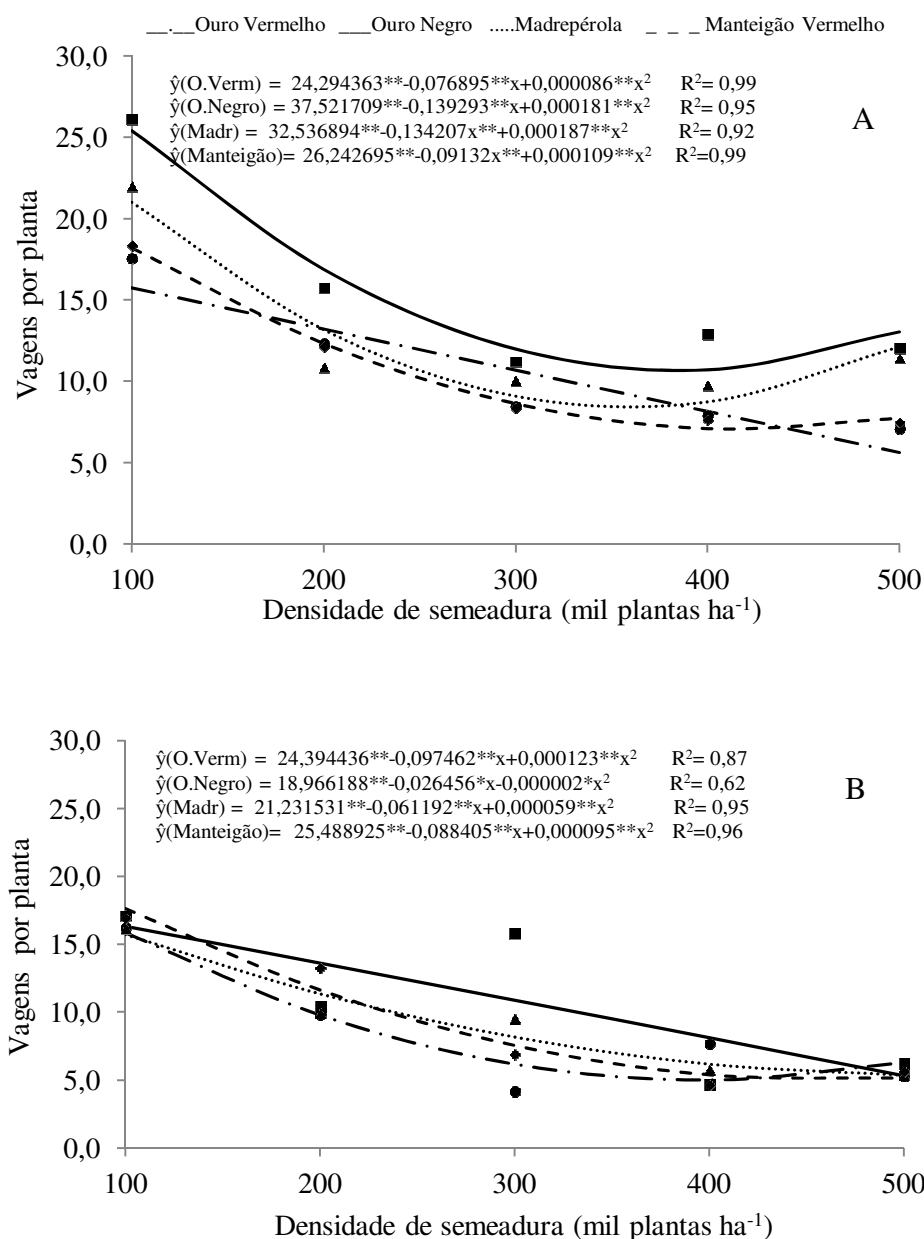 __.__Ouro Vermelho ___Ouro Negro .....Madrepérola _ _ _ Manteigão Vermelho
30,0
25,0
20,0
15,0
10,0
5,0
0,0
Vagens por planta
ŷ(O.Verm) = 24,294363**-0,076895**x+0,000086**x² R²= 0,99
ŷ(O.Negro) = 37,521709**-0,139293**x+0,000181**x² R²= 0,95
ŷ(Madr) = 32,536894**-0,134207x**+0,000187**x² R²= 0,92
ŷ(Manteigão)= 26,242695**-0,09132x**+0,000109**x² R²=0,99
A
100 200 300 400 500
Densidade de semeadura (mil plantas ha⁻¹)
30,0
25,0
20,0
15,0
10,0
5,0
0,0
Vagens por planta
ŷ(O.Verm) = 24,394436**-0,097462**x+0,000123**x² R²= 0,87
ŷ(O.Negro) = 18,966188**-0,026456*x-0,000002*x² R²= 0,62
ŷ(Madr) = 21,231531**-0,061192**x+0,000059**x² R²= 0,95
ŷ(Manteigão)= 25,488925**-0,088405**x+0,000095**x² R²=0,96
B
100 200 300 400 500
Densidade de semeadura (mil plantas ha⁻¹)